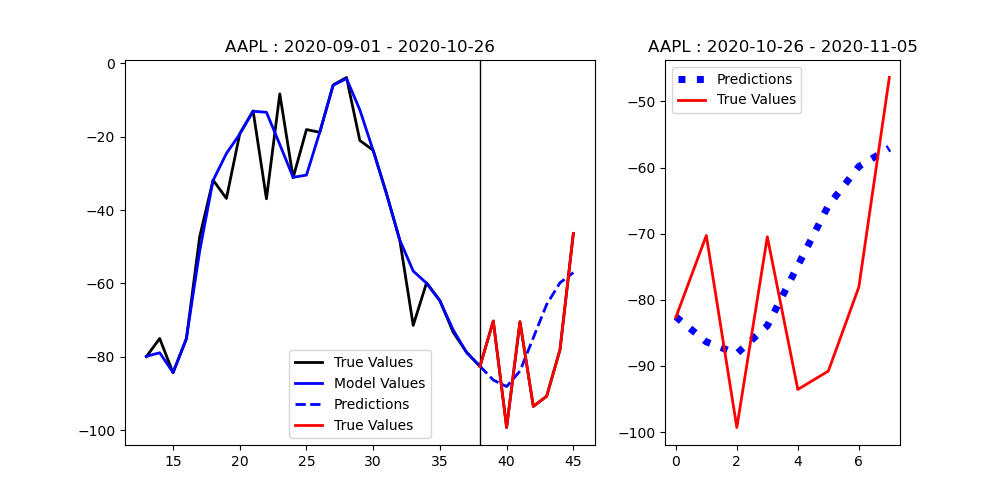 AAPL : 2020-09-01 - 2020-10-26
0
−20
−40
−60
−80
−100
15
20
25
30
35
40
45
True Values
Model Values
Predictions
True Values
AAPL : 2020-10-26 - 2020-11-05
Predictions
True Values
−50
−60
−70
−80
−90
−100
0
2
4
6